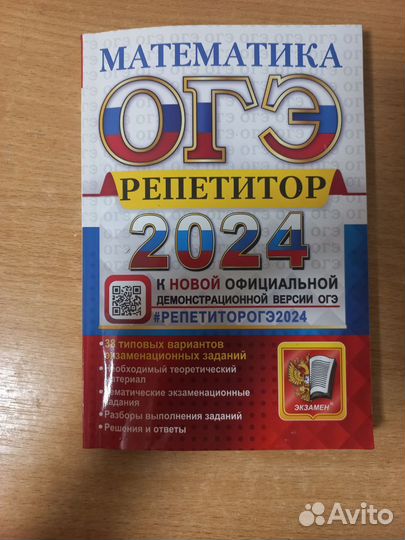 МАТЕМАТИКА
ОГЭ
РЕПЕТИТОР
2024
К НОВОЙ ОФИЦИАЛЬНОЙ
ДЕМОНСТРАЦИОННОЙ ВЕРСИИ ОГЭ
#РЕПЕТИТОРОГЭ2024
• 38 типовых вариантов
экзаменационных заданий
• Необходимый теоретический
материал
• Тематические экзаменационные
задания
• Разборы выполнения заданий
• Решения и ответы
ЭКЗАМЕН
Avito